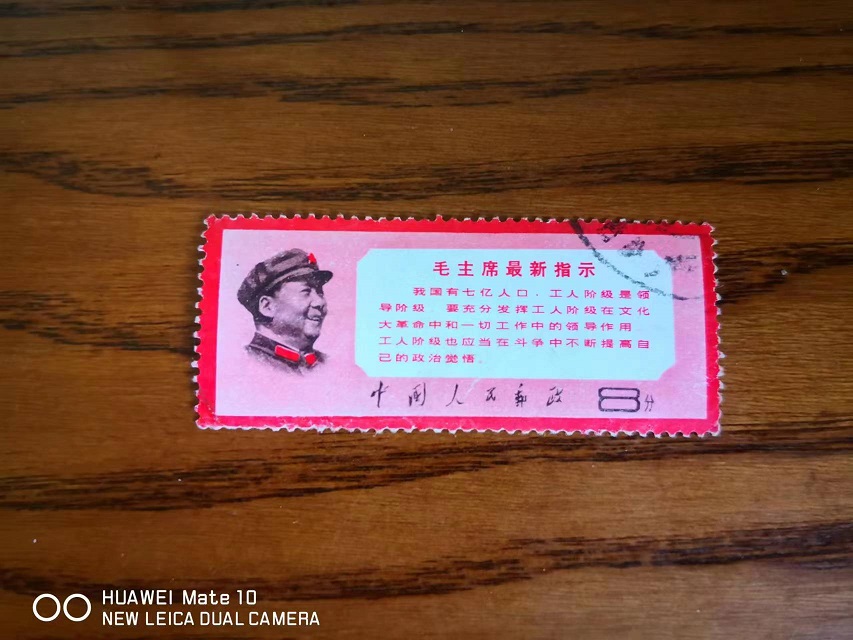 毛主席最新指示
我国有七亿人口，工人阶级是领
导阶级。要充分发挥工人阶级在文化
大革命中和一切工作中的领导作用。
工人阶级也应当在斗争中不断提高自
己的政治觉悟。
中国人民邮政 8分
HUAWEI Mate 10
NEW LEICA DUAL CAMERA